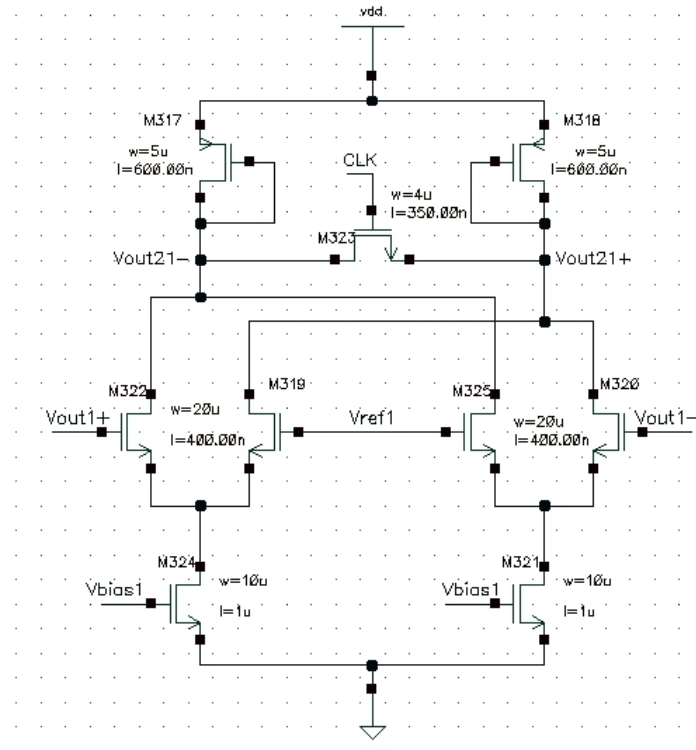 vdd.
M317
M318
w=5u
l=600.00n
CLK
w=5u
l=600.00n
w=4u
l=350.00n
M323
Vout21-
Vout21+
M322
M319
M325
M320
w=20u
l=400.00n
w=20u
l=400.00n
Vout1+
Vref1
Vout1-
M324
M321
w=10u
l=1u
w=10u
l=1u
Vbias1
Vbias1